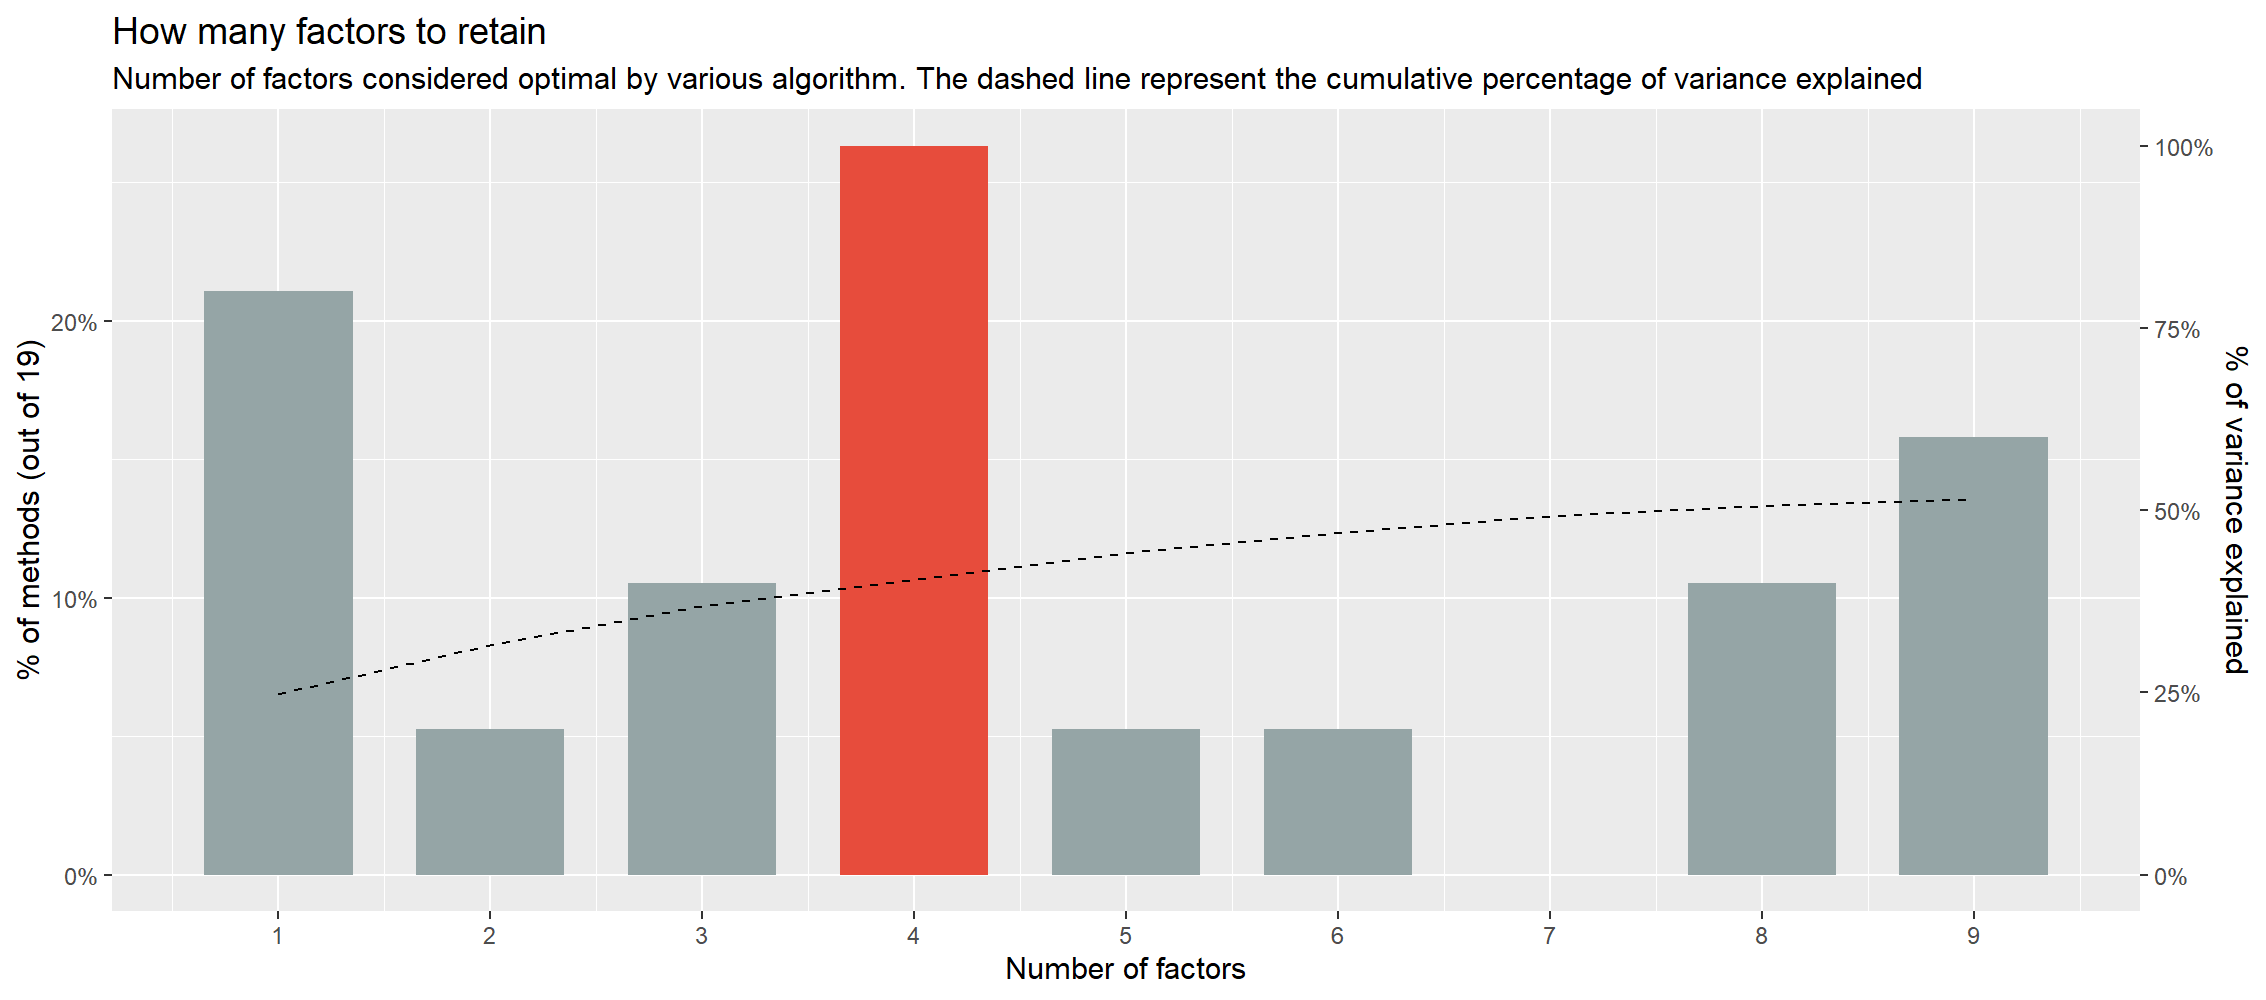 How many factors to retain
Number of factors considered optimal by various algorithm. The dashed line represent the cumulative percentage of variance explained
% of methods (out of 19)
20%
10%
0%
100%
75%
50%
25%
0%
% of variance explained
1 2 3 4 5 6 7 8 9
Number of factors